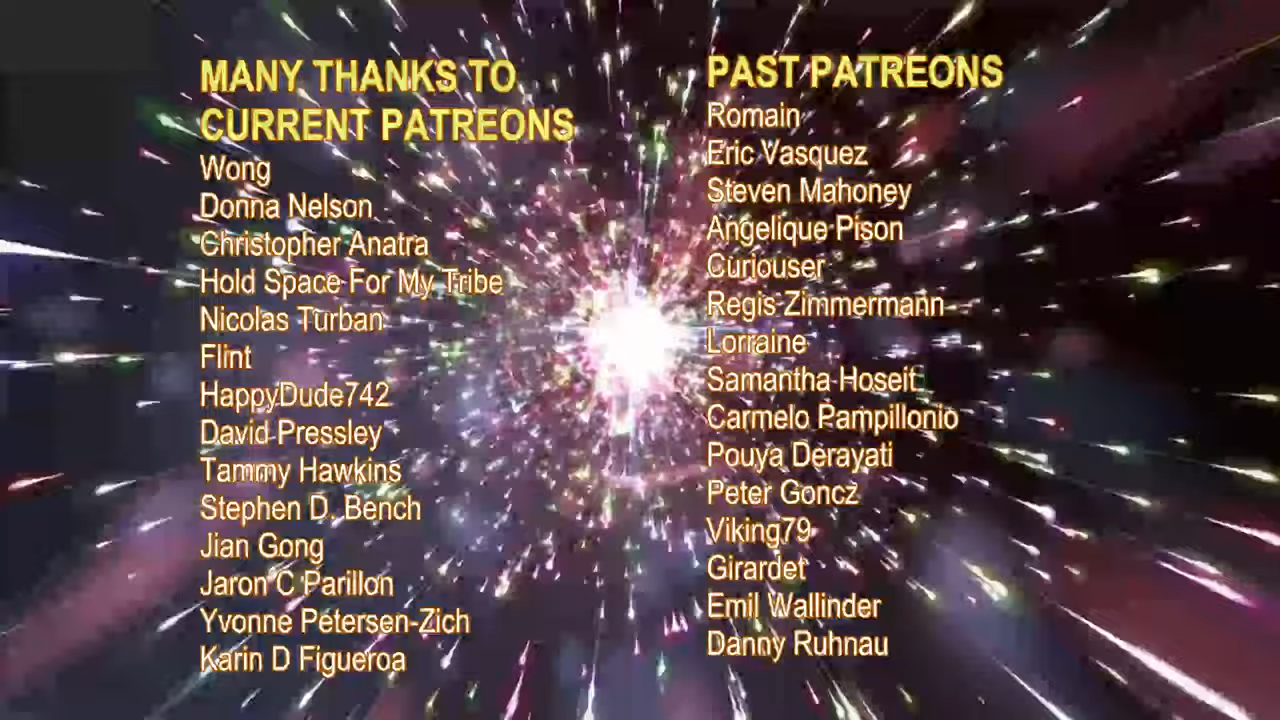 MANY THANKS TO
CURRENT PATREONS
Wong
Donna Nelson
Christopher Anatra
Hold Space For My Tribe
Nicolas Turban
Flint
HappyDude742
David Pressley
Tammy Hawkins
Stephen D. Bench
Jian Gong
Jaron C Parillon
Yvonne Petersen-Zich
Karin D Figueroa
PAST PATREONS
Romain
Eric Vasquez
Steven Mahoney
Angelique Pison
Curiouser
Regis Zimmermann
Lorraine
Samantha Hoseit
Carmelo Pampillonio
Pouya Derayati
Peter Goncz
Viking79
Girardet
Emil Wallinder
Danny Ruhnau